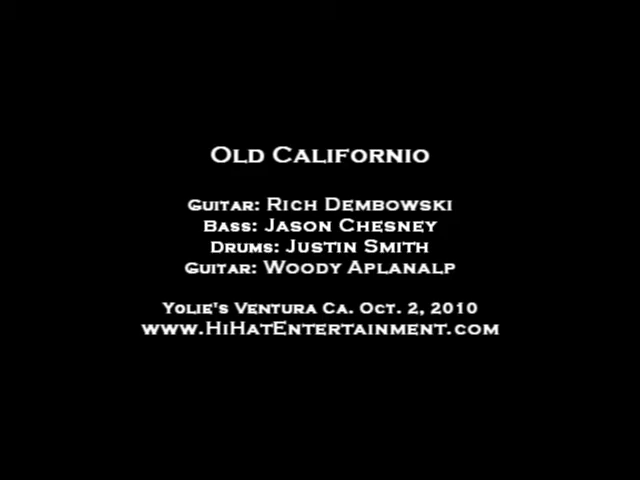 Old Californio
Guitar: Rich Dembowski
Bass: Jason Chesney
Drums: Justin Smith
Guitar: Woody Aplanalp
Yolie's Ventura Ca. Oct. 2, 2010
www.HiHatEntertainment.com